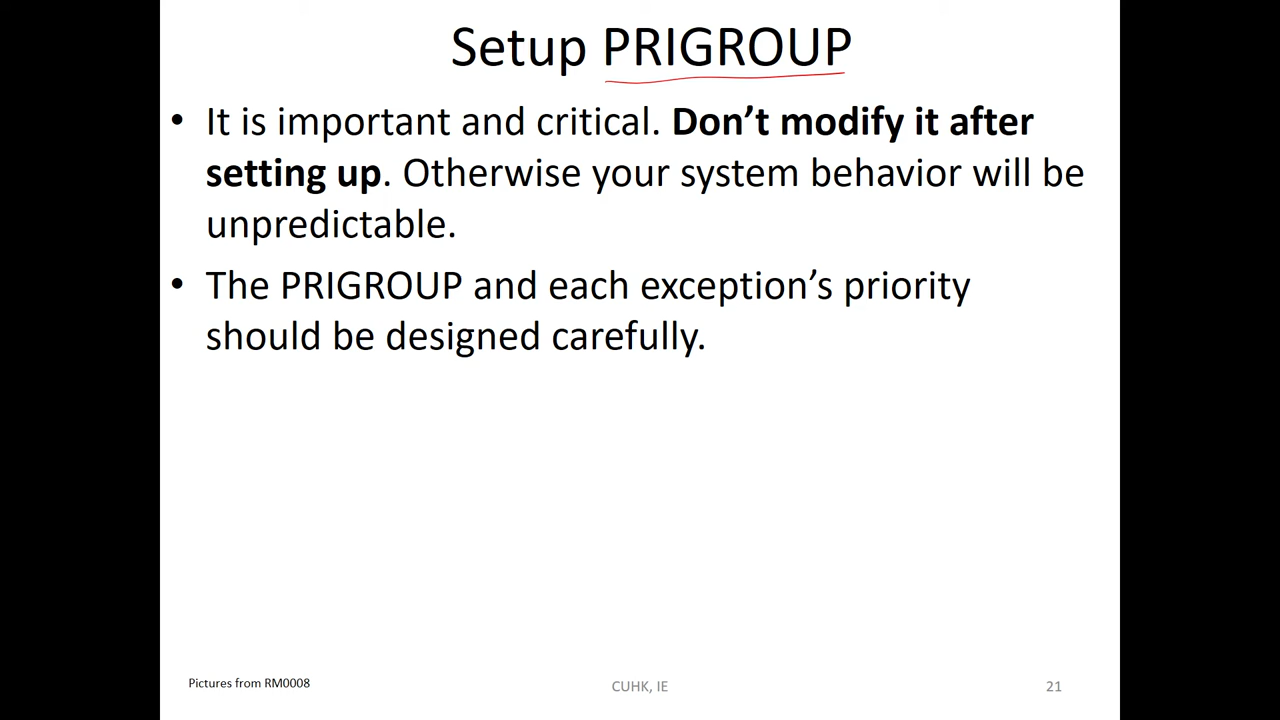 Setup PRIGROUP
• It is important and critical. Don’t modify it after
setting up. Otherwise your system behavior will be
unpredictable.
• The PRIGROUP and each exception’s priority
should be designed carefully.
Pictures from RM0008
CUHK, IE
21